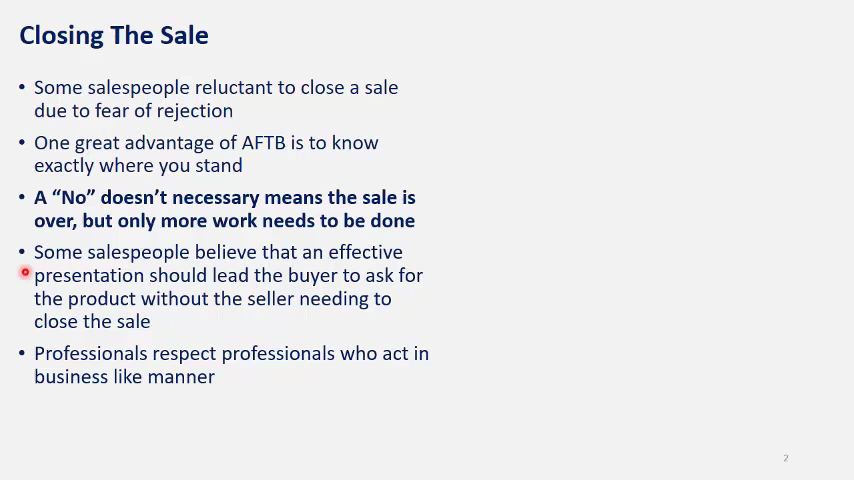 Closing The Sale
• Some salespeople reluctant to close a sale
due to fear of rejection
• One great advantage of AFTB is to know
exactly where you stand
• A “No” doesn’t necessary means the sale is
over, but only more work needs to be done
• Some salespeople believe that an effective
presentation should lead the buyer to ask for
the product without the seller needing to
close the sale
• Professionals respect professionals who act in
business like manner
2